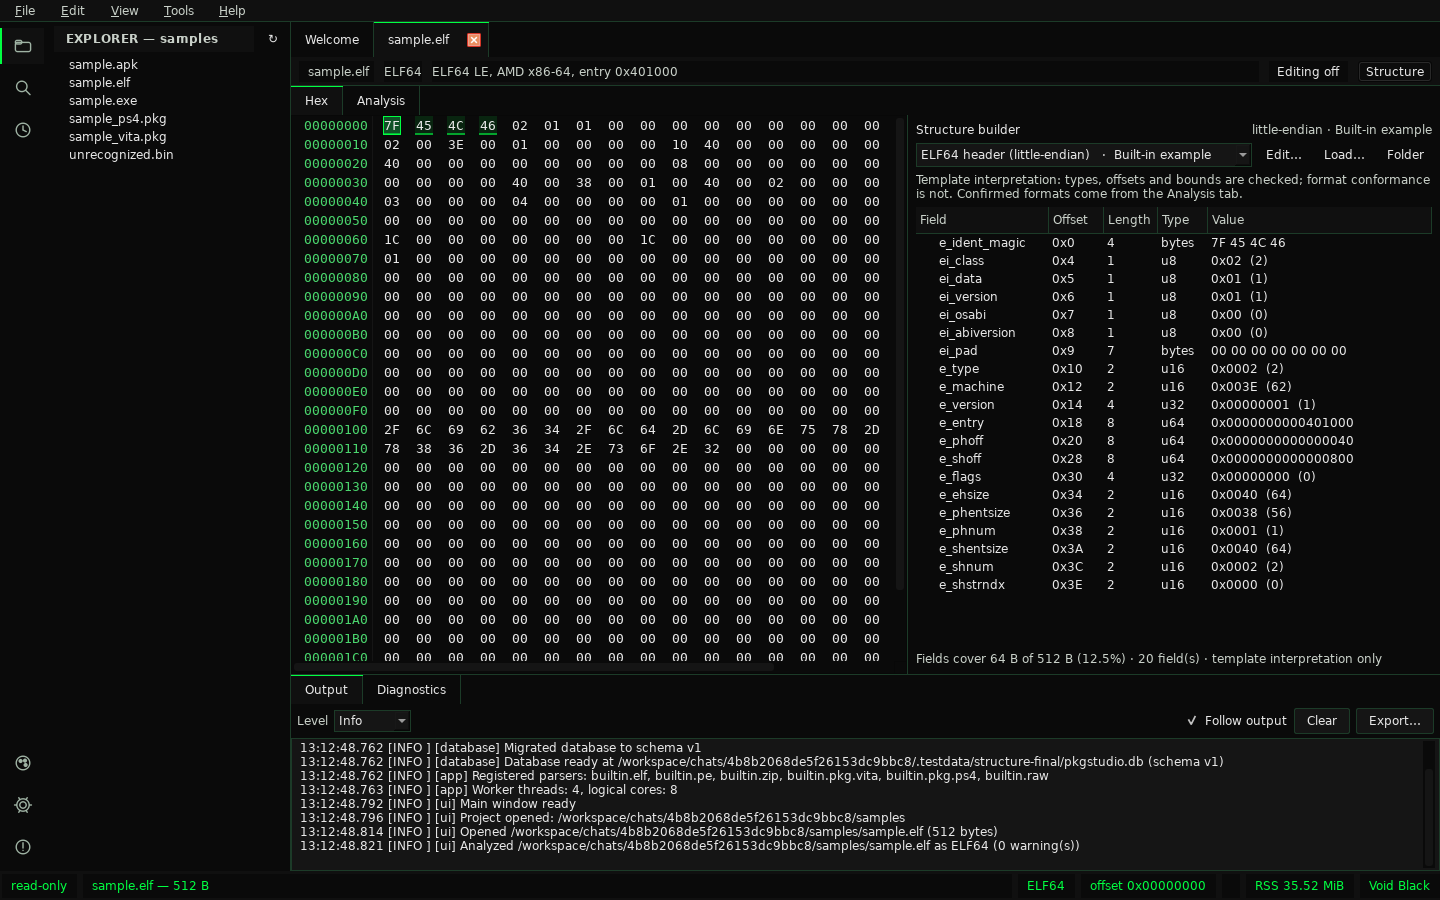 File Edit View Tools Help
EXPLORER — samples ↻
sample.apk
sample.elf
sample.exe
sample_ps4.pkg
sample_vita.pkg
unrecognized.bin
Welcome sample.elf
sample.elf ELF64 ELF64 LE, AMD x86-64, entry 0x401000 Editing off Structure
Hex Analysis
00000000 7F 45 4C 46 02 01 01 00 00 00 00 00 00 00 00 00
00000010 02 00 3E 00 01 00 00 00 00 10 40 00 00 00 00 00
00000020 40 00 00 00 00 00 00 00 00 08 00 00 00 00 00 00
00000030 00 00 00 00 40 00 38 00 01 00 40 00 02 00 00 00
00000040 03 00 00 00 04 00 00 00 00 01 00 00 00 00 00 00
00000050 00 00 00 00 00 00 00 00 00 00 00 00 00 00 00 00
00000060 1C 00 00 00 00 00 00 00 1C 00 00 00 00 00 00 00
00000070 01 00 00 00 00 00 00 00 00 00 00 00 00 00 00 00
00000080 00 00 00 00 00 00 00 00 00 00 00 00 00 00 00 00
00000090 00 00 00 00 00 00 00 00 00 00 00 00 00 00 00 00
000000A0 00 00 00 00 00 00 00 00 00 00 00 00 00 00 00 00
000000B0 00 00 00 00 00 00 00 00 00 00 00 00 00 00 00 00
000000C0 00 00 00 00 00 00 00 00 00 00 00 00 00 00 00 00
000000D0 00 00 00 00 00 00 00 00 00 00 00 00 00 00 00 00
000000E0 00 00 00 00 00 00 00 00 00 00 00 00 00 00 00 00
000000F0 00 00 00 00 00 00 00 00 00 00 00 00 00 00 00 00
00000100 2F 6C 69 62 36 34 2F 6C 64 2D 6C 69 6E 75 78 2D
00000110 78 38 36 2D 36 34 2E 73 6F 2E 32 00 00 00 00 00
00000120 00 00 00 00 00 00 00 00 00 00 00 00 00 00 00 00
00000130 00 00 00 00 00 00 00 00 00 00 00 00 00 00 00 00
00000140 00 00 00 00 00 00 00 00 00 00 00 00 00 00 00 00
00000150 00 00 00 00 00 00 00 00 00 00 00 00 00 00 00 00
00000160 00 00 00 00 00 00 00 00 00 00 00 00 00 00 00 00
00000170 00 00 00 00 00 00 00 00 00 00 00 00 00 00 00 00
00000180 00 00 00 00 00 00 00 00 00 00 00 00 00 00 00 00
00000190 00 00 00 00 00 00 00 00 00 00 00 00 00 00 00 00
000001A0 00 00 00 00 00 00 00 00 00 00 00 00 00 00 00 00
000001B0 00 00 00 00 00 00 00 00 00 00 00 00 00 00 00 00
000001C0 00 00 00 00 00 00 00 00 00 00 00 00 00 00 00 00
Structure builder little-endian · Built-in example
ELF64 header (little-endian) · Built-in example Edit... Load... Folder
Template interpretation: types, offsets and bounds are checked; format conformance
is not. Confirmed formats come from the Analysis tab.
Field Offset Length Type Value
e_ident_magic 0x0 4 bytes 7F 45 4C 46
ei_class 0x4 1 u8 0x02 (2)
ei_data 0x5 1 u8 0x01 (1)
ei_version 0x6 1 u8 0x01 (1)
ei_osabi 0x7 1 u8 0x00 (0)
ei_abiversion 0x8 1 u8 0x00 (0)
ei_pad 0x9 7 bytes 00 00 00 00 00 00 00
e_type 0x10 2 u16 0x0002 (2)
e_machine 0x12 2 u16 0x003E (62)
e_version 0x14 4 u32 0x00000001 (1)
e_entry 0x18 8 u64 0x0000000000401000
e_phoff 0x20 8 u64 0x0000000000000040
e_shoff 0x28 8 u64 0x0000000000000800
e_flags 0x30 4 u32 0x00000000 (0)
e_ehsize 0x34 2 u16 0x0040 (64)
e_phentsize 0x36 2 u16 0x0038 (56)
e_phnum 0x38 2 u16 0x0001 (1)
e_shentsize 0x3A 2 u16 0x0040 (64)
e_shnum 0x3C 2 u16 0x0002 (2)
e_shstrndx 0x3E 2 u16 0x0000 (0)
Fields cover 64 B of 512 B (12.5%) · 20 field(s) · template interpretation only
Output Diagnostics
Level Info ✓ Follow output Clear Export...
13:12:48.762 [INFO ] [database] Migrated database to schema v1
13:12:48.762 [INFO ] [database] Database ready at /workspace/chats/4b8b2068de5f26153dc9bbc8/.testdata/structure-final/pkgstudio.db (schema v1)
13:12:48.762 [INFO ] [app] Registered parsers: builtin.elf, builtin.pe, builtin.zip, builtin.pkg.vita, builtin.pkg.ps4, builtin.raw
13:12:48.763 [INFO ] [app] Worker threads: 4, logical cores: 8
13:12:48.792 [INFO ] [ui] Main window ready
13:12:48.796 [INFO ] [ui] Project opened: /workspace/chats/4b8b2068de5f26153dc9bbc8/samples
13:12:48.814 [INFO ] [ui] Opened /workspace/chats/4b8b2068de5f26153dc9bbc8/samples/sample.elf (512 bytes)
13:12:48.821 [INFO ] [ui] Analyzed /workspace/chats/4b8b2068de5f26153dc9bbc8/samples/sample.elf as ELF64 (0 warning(s))
read-only sample.elf — 512 B ELF64 offset 0x00000000 RSS 35.52 MiB Void Black